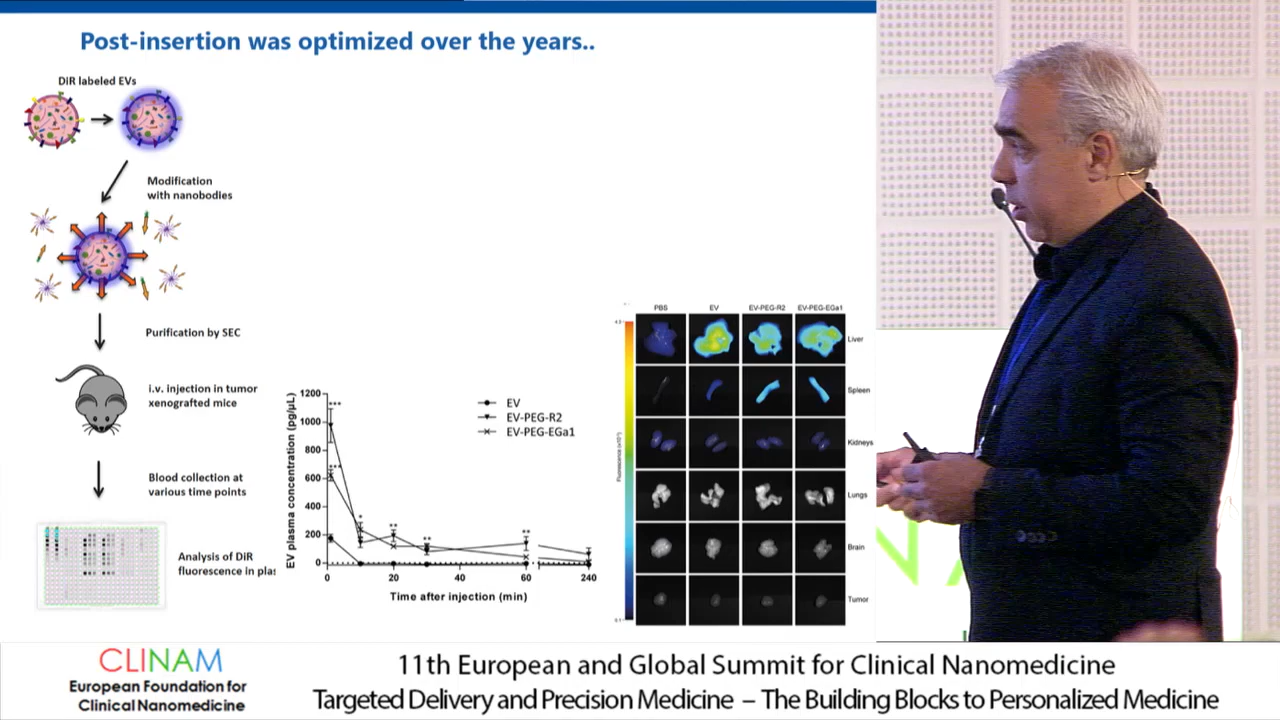 Post-insertion was optimized over the years..
DiR labeled EVs
Modification
with nanobodies
Purification by SEC
i.v. injection in tumor
xenografted mice
Blood collection at
various time points
Analysis of DiR
fluorescence in plas
EV plasma concentration (pg/µL)
1200
1000
800
600
400
200
0
0
20
40
60
240
Time after injection (min)
EV
EV-PEG-R2
EV-PEG-EGa1
***
***
*
**
**
**
PBS
EV
EV-PEG-R2
EV-PEG-EGa1
Liver
Spleen
Kidneys
Lungs
Brain
Tumor
CLINAM
European Foundation for
Clinical Nanomedicine
11th European and Global Summit for Clinical Nanomedicine
Targeted Delivery and Precision Medicine – The Building Blocks to Personalized Medicine